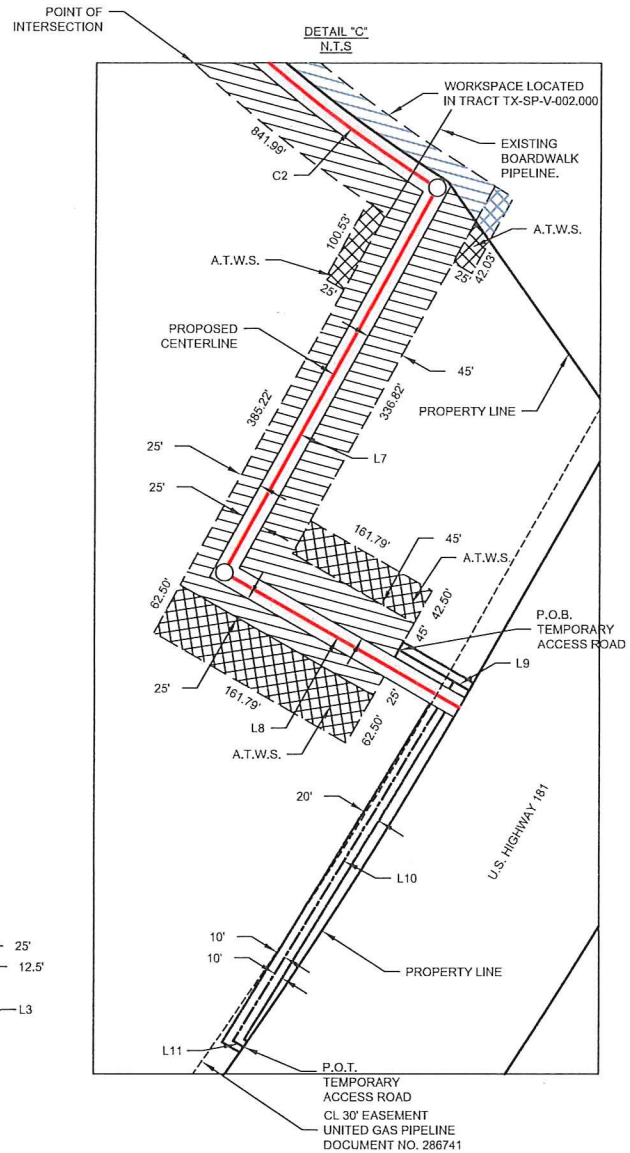 POINT OF
INTERSECTION
DETAIL "C"
N.T.S
WORKSPACE LOCATED
IN TRACT TX-SP-V-002.000
EXISTING
BOARDWALK
PIPELINE.
841.99'
C2
100.53'
A.T.W.S.
A.T.W.S.
25'
25'
42.03'
PROPOSED
CENTERLINE
45'
385.22'
336.82'
PROPERTY LINE
25'
L7
25'
161.79'
45'
A.T.W.S.
62.50'
45'
42.50'
P.O.B.
TEMPORARY
ACCESS ROAD
L9
25'
161.79'
25'
L8
62.50'
A.T.W.S.
20'
U.S. HIGHWAY 181
L10
10'
10'
PROPERTY LINE
25'
12.5'
L3
L11
P.O.T.
TEMPORARY
ACCESS ROAD
CL 30' EASEMENT
UNITED GAS PIPELINE
DOCUMENT NO. 286741